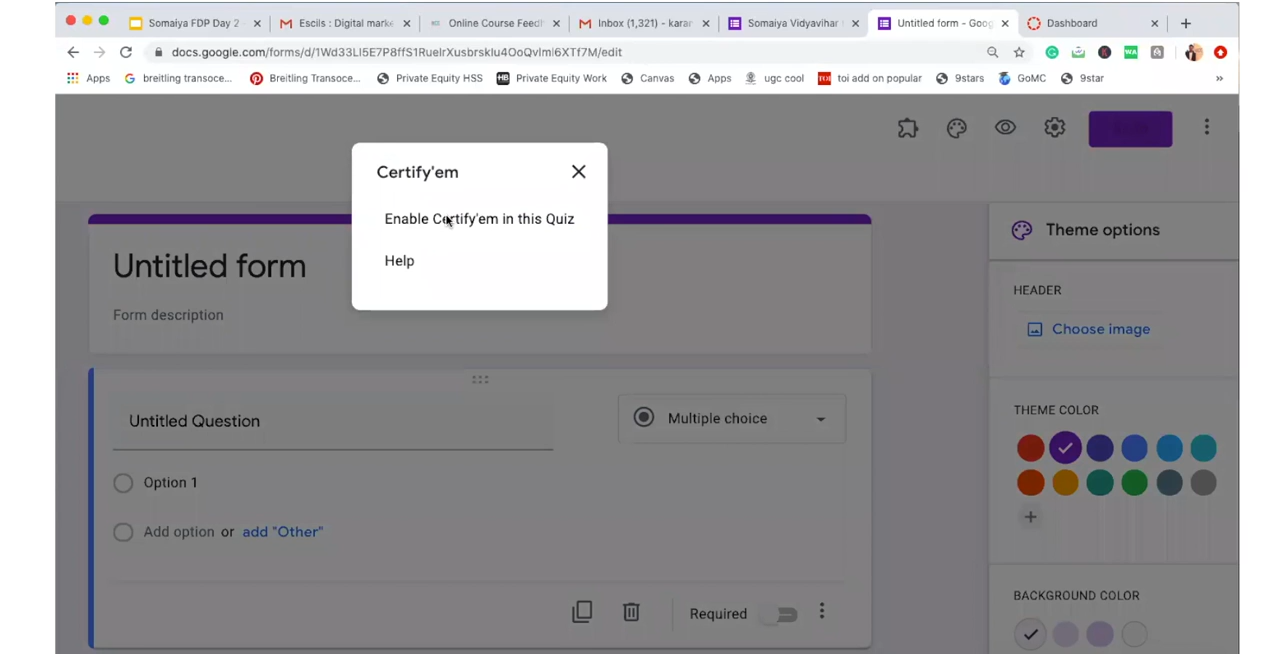 Somaiya FDP Day 2
Esciis : Digital marke
Online Course Feedb
Inbox (1,321) - karan
Somaiya Vidyavihar
Untitled form - Goog
Dashboard
docs.google.com/forms/d/1Wd33LI5E7P8ffS1RuelrXusbrskIu4OoQvlmI6XTf7M/edit
Apps
breitling transoce...
Breitling Transoce...
Private Equity HSS
Private Equity Work
Canvas
Apps
ugc cool
toi add on popular
9stars
GoMC
9star
»
Certify'em
Enable Certify'em in this Quiz
Help
Untitled form
Form description
Theme options
HEADER
Choose image
Untitled Question
Multiple choice
THEME COLOR
Option 1
Add option or add "Other"
Required
BACKGROUND COLOR